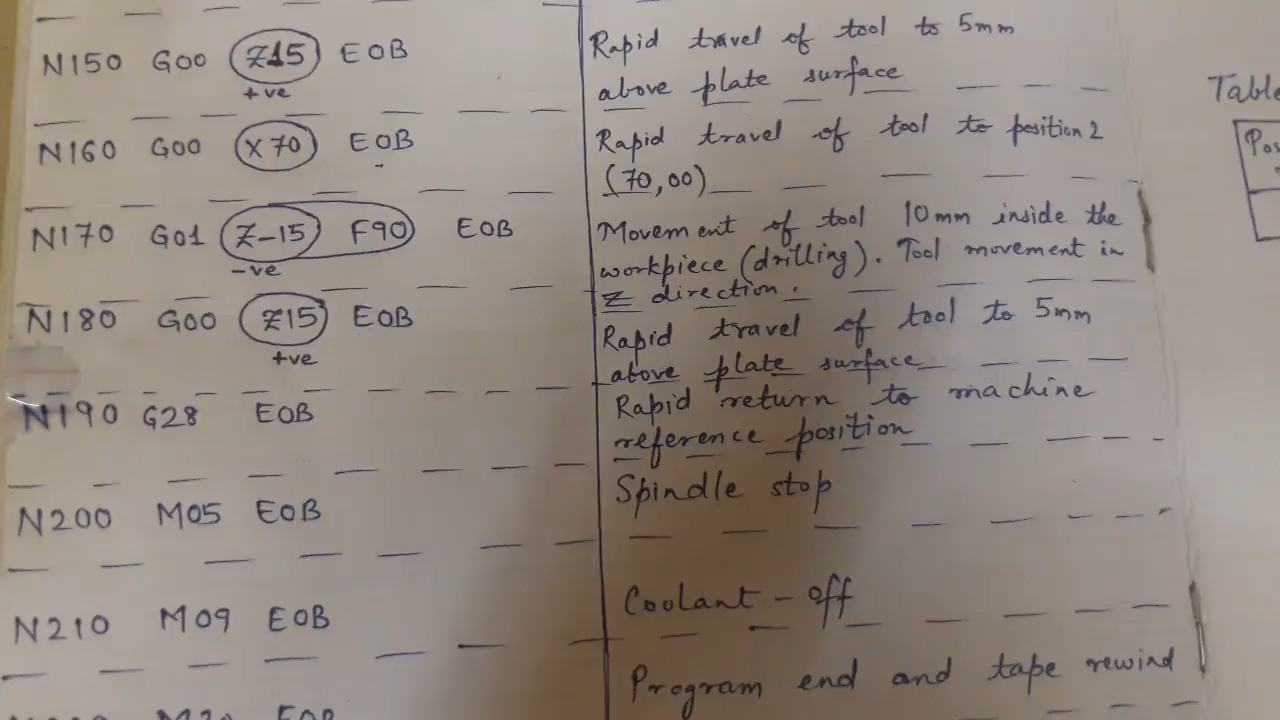 N150 G00 Z15 EOB
+ve
Rapid travel of tool to 5mm
above plate surface
N160 G00 X70 EOB
Rapid travel of tool to position 2
(70,00)
N170 G01 Z-15 F90 EOB
-ve
Movement of tool 10mm inside the
workpiece (drilling). Tool movement in
Z direction.
N180 G00 Z15 EOB
+ve
Rapid travel of tool to 5mm
above plate surface
N190 G28 EOB
Rapid return to machine
reference position
N200 M05 EOB
Spindle stop
N210 M09 EOB
Coolant - off
EOB
Program end and tape rewind
Table
Pos